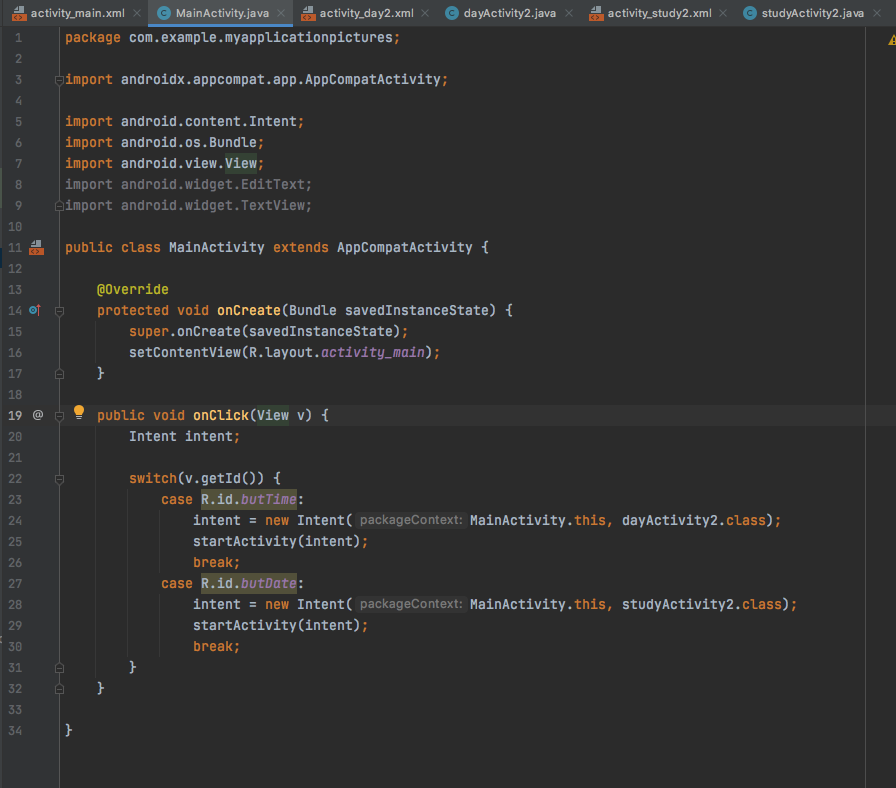 activity_main.xml MainActivity.java activity_day2.xml dayActivity2.java activity_study2.xml studyActivity2.java
1 package com.example.myapplicationpictures;
2
3 import androidx.appcompat.app.AppCompatActivity;
4
5 import android.content.Intent;
6 import android.os.Bundle;
7 import android.view.View;
8 import android.widget.EditText;
9 import android.widget.TextView;
10
11 public class MainActivity extends AppCompatActivity {
12
13 @Override
14 protected void onCreate(Bundle savedInstanceState) {
15 super.onCreate(savedInstanceState);
16 setContentView(R.layout.activity_main);
17 }
18
19 @ public void onClick(View v) {
20 Intent intent;
21
22 switch(v.getId()) {
23 case R.id.butTime:
24 intent = new Intent( packageContext: MainActivity.this, dayActivity2.class);
25 startActivity(intent);
26 break;
27 case R.id.butDate:
28 intent = new Intent( packageContext: MainActivity.this, studyActivity2.class);
29 startActivity(intent);
30 break;
31 }
32 }
33
34 }